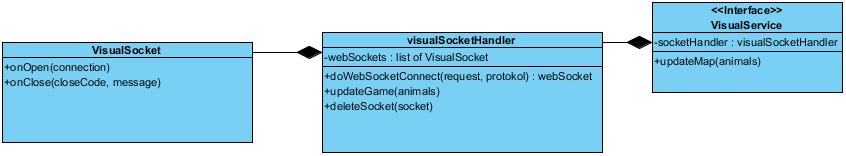 VisualSocket
+onOpen(connection)
+onClose(closeCode, message)
visualSocketHandler
-webSockets : list of VisualSocket
+doWebSocketConnect(request, protokol) : webSocket
+updateGame(animals)
+deleteSocket(socket)
<<Interface>>
VisualService
-socketHandler : visualSocketHandler
+updateMap(animals)